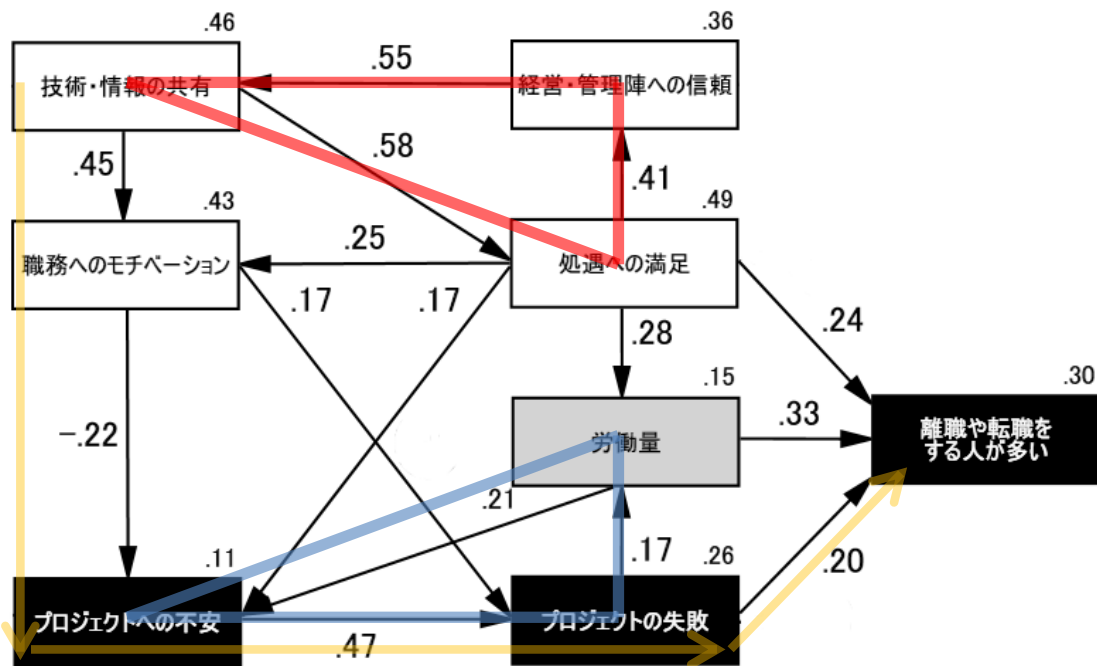 .46
.36
技術・情報の共有
.55
経営・管理陣への信頼
.45
.58
.41
.43
.49
職務へのモチベーション
.25
処遇への満足
.17
.17
.28
.24
.15
.30
-.22
労働量
.33
離職や転職を
する人が多い
.21
.11
.17
.26
.20
プロジェクトへの不安
.47
プロジェクトの失敗